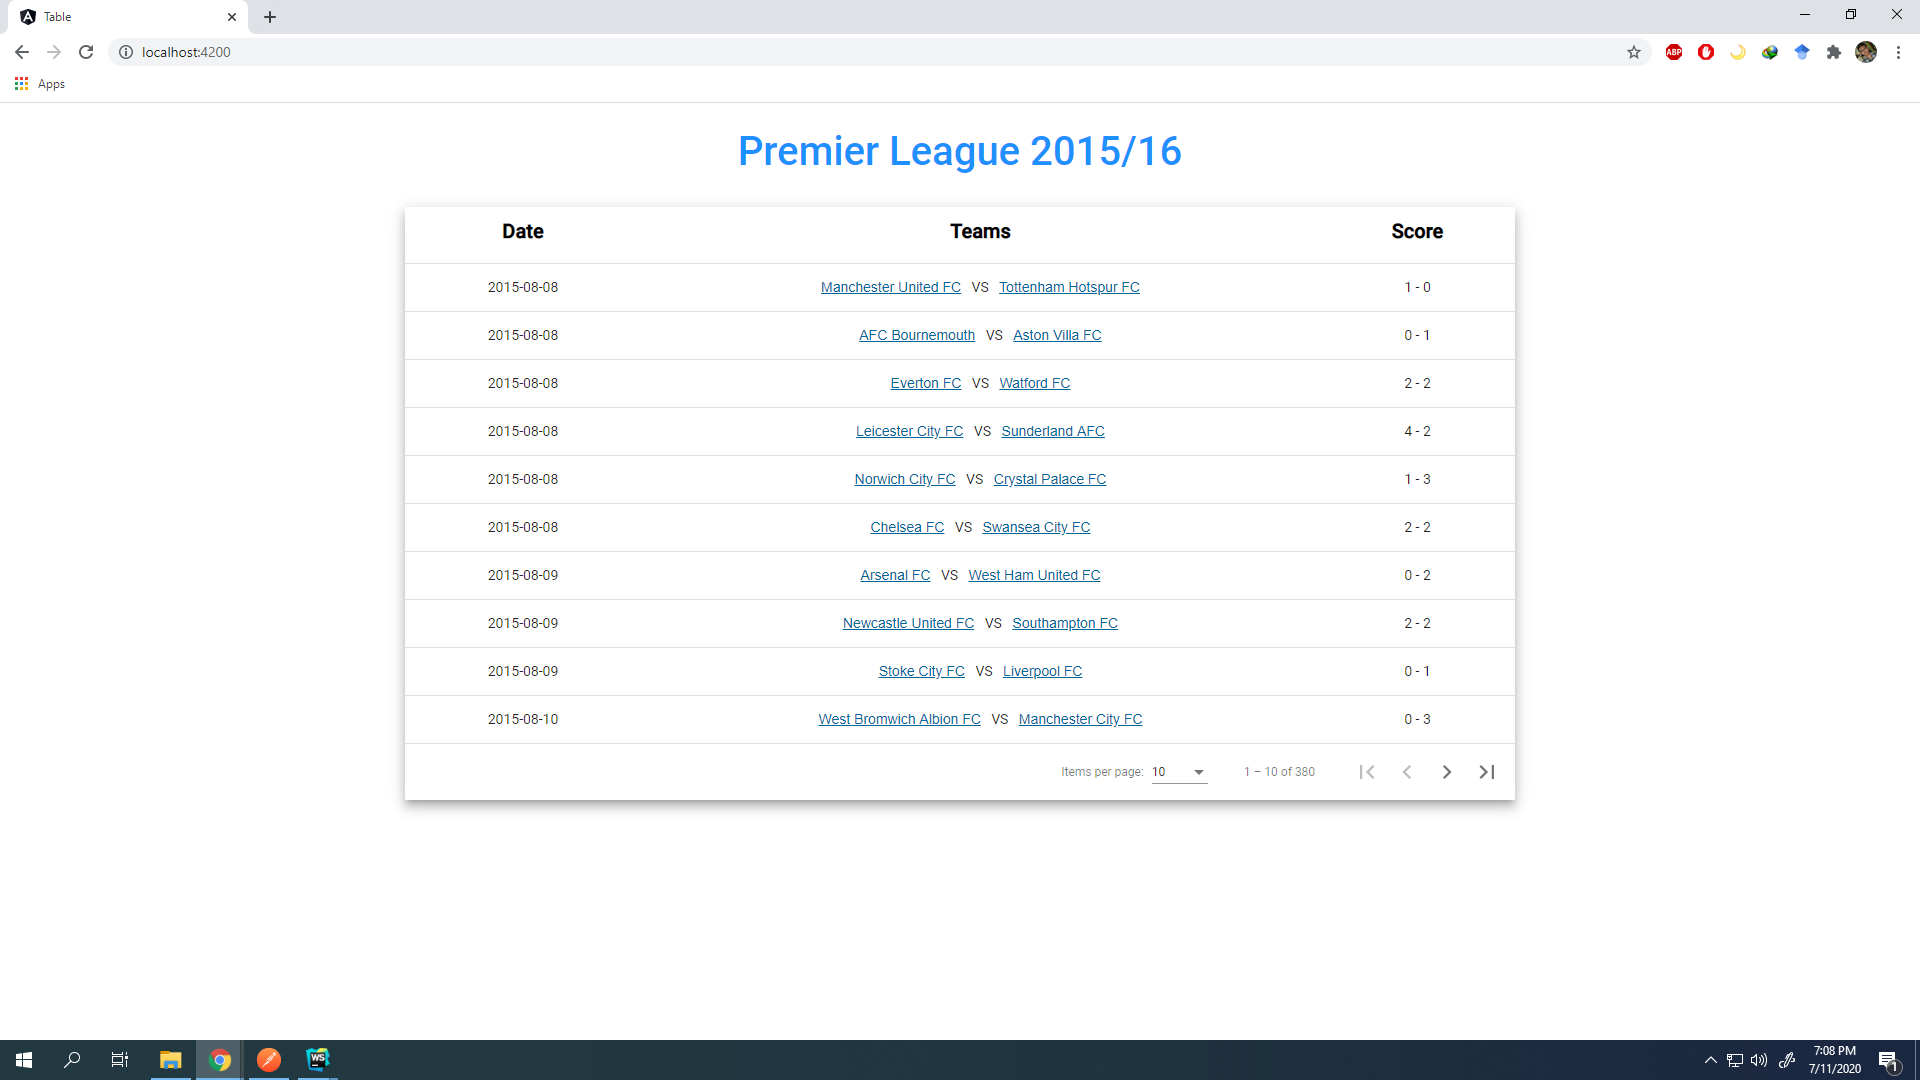 Table
localhost:4200
ABP
Apps
Premier League 2015/16
Date Teams Score
2015-08-08 Manchester United FC VS Tottenham Hotspur FC 1 - 0
2015-08-08 AFC Bournemouth VS Aston Villa FC 0 - 1
2015-08-08 Everton FC VS Watford FC 2 - 2
2015-08-08 Leicester City FC VS Sunderland AFC 4 - 2
2015-08-08 Norwich City FC VS Crystal Palace FC 1 - 3
2015-08-08 Chelsea FC VS Swansea City FC 2 - 2
2015-08-09 Arsenal FC VS West Ham United FC 0 - 2
2015-08-09 Newcastle United FC VS Southampton FC 2 - 2
2015-08-09 Stoke City FC VS Liverpool FC 0 - 1
2015-08-10 West Bromwich Albion FC VS Manchester City FC 0 - 3
Items per page: 10 1 – 10 of 380
WS
7:08 PM
7/11/2020
1